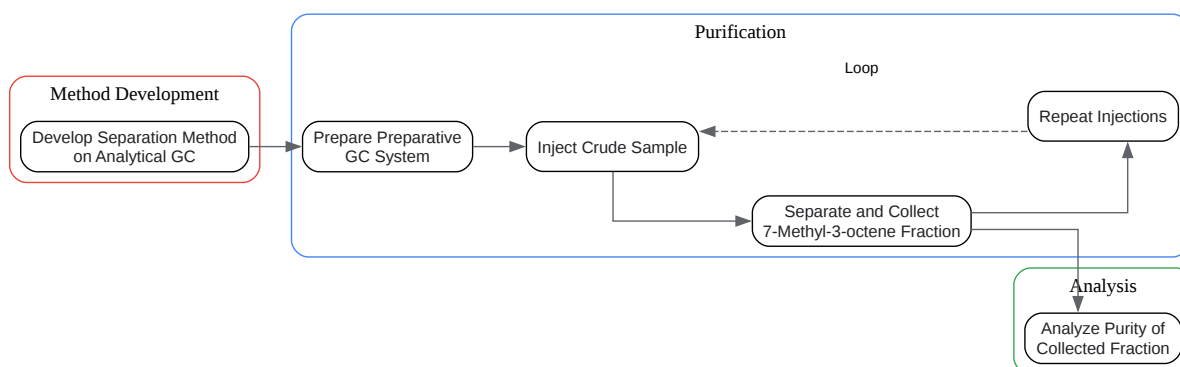 Purification
Loop
Method Development
Develop Separation Method
on Analytical GC
Prepare Preparative
GC System
Inject Crude Sample
Repeat Injections
Separate and Collect
7-Methyl-3-octene Fraction
Analysis
Analyze Purity of
Collected Fraction